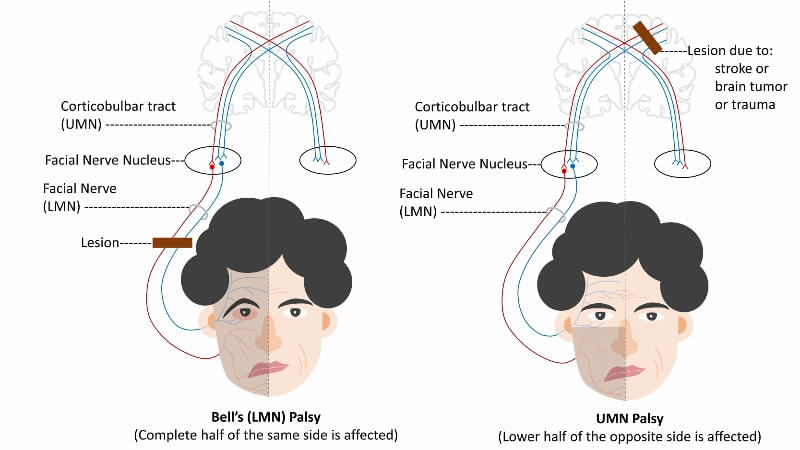 Corticobulbar tract
(UMN)
Facial Nerve Nucleus
Facial Nerve
(LMN)
Lesion
Bell's (LMN) Palsy
(Complete half of the same side is affected)
Lesion due to:
stroke or
brain tumor
or trauma
Corticobulbar tract
(UMN)
Facial Nerve Nucleus
Facial Nerve
(LMN)
UMN Palsy
(Lower half of the opposite side is affected)